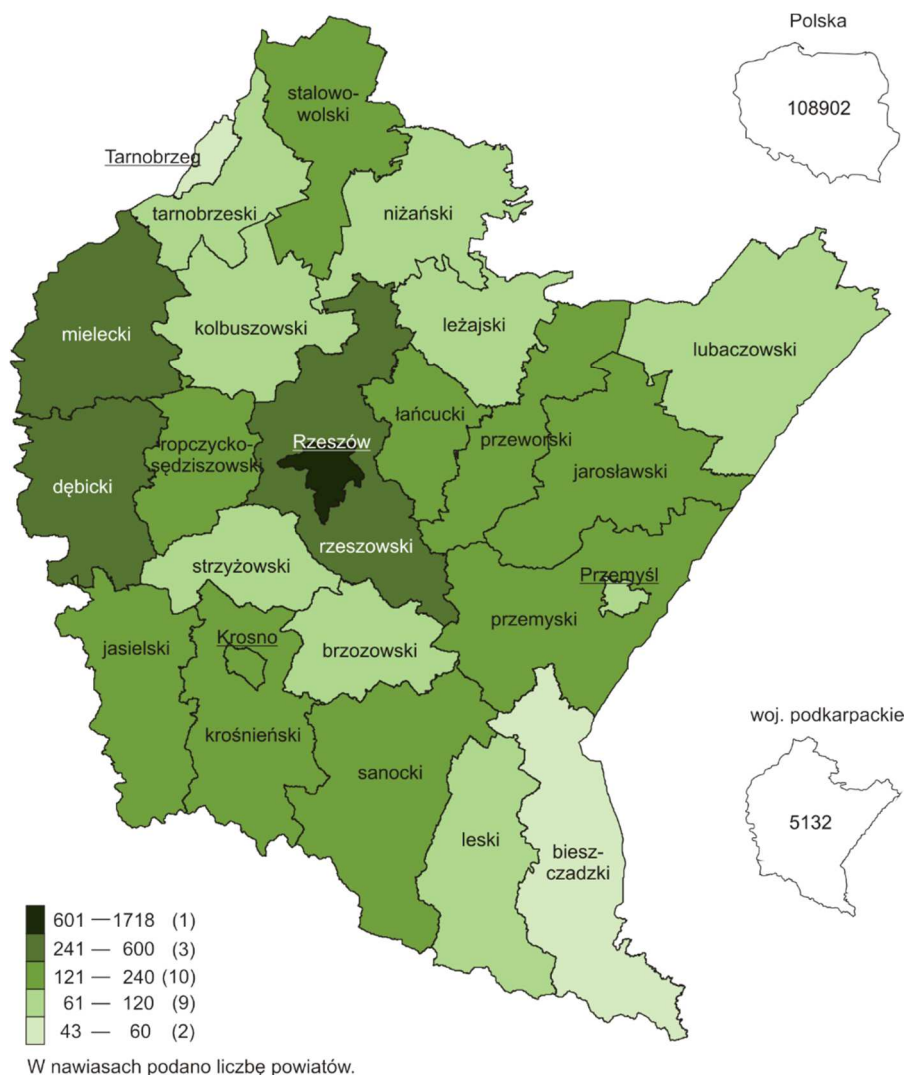 Polska
108902
stalowo-
wolski
Tarnobrzeg
tarnobrzeski
niżański
mielecki
kolbuszowski
leżajski
lubaczowski
ropczycko-
sędziszowski
Rzeszów
łańcucki
przeworski
jarosławski
dębicki
rzeszowski
strzyżowski
Przemyśl
przemyski
jasielski
Krosno
brzozowski
krośnieński
sanocki
leski
biesz-
czadzki
woj. podkarpackie
5132
601 — 1718 (1)
241 — 600 (3)
121 — 240 (10)
61 — 120 (9)
43 — 60 (2)
W nawiasach podano liczbę powiatów.